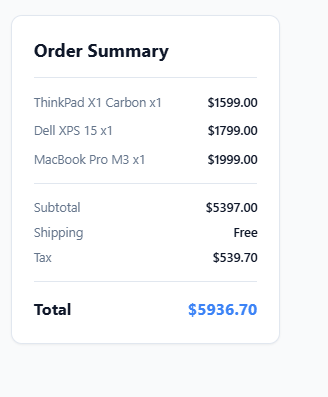 Order Summary
ThinkPad X1 Carbon x1 $1599.00
Dell XPS 15 x1 $1799.00
MacBook Pro M3 x1 $1999.00
Subtotal $5397.00
Shipping Free
Tax $539.70
Total $5936.70